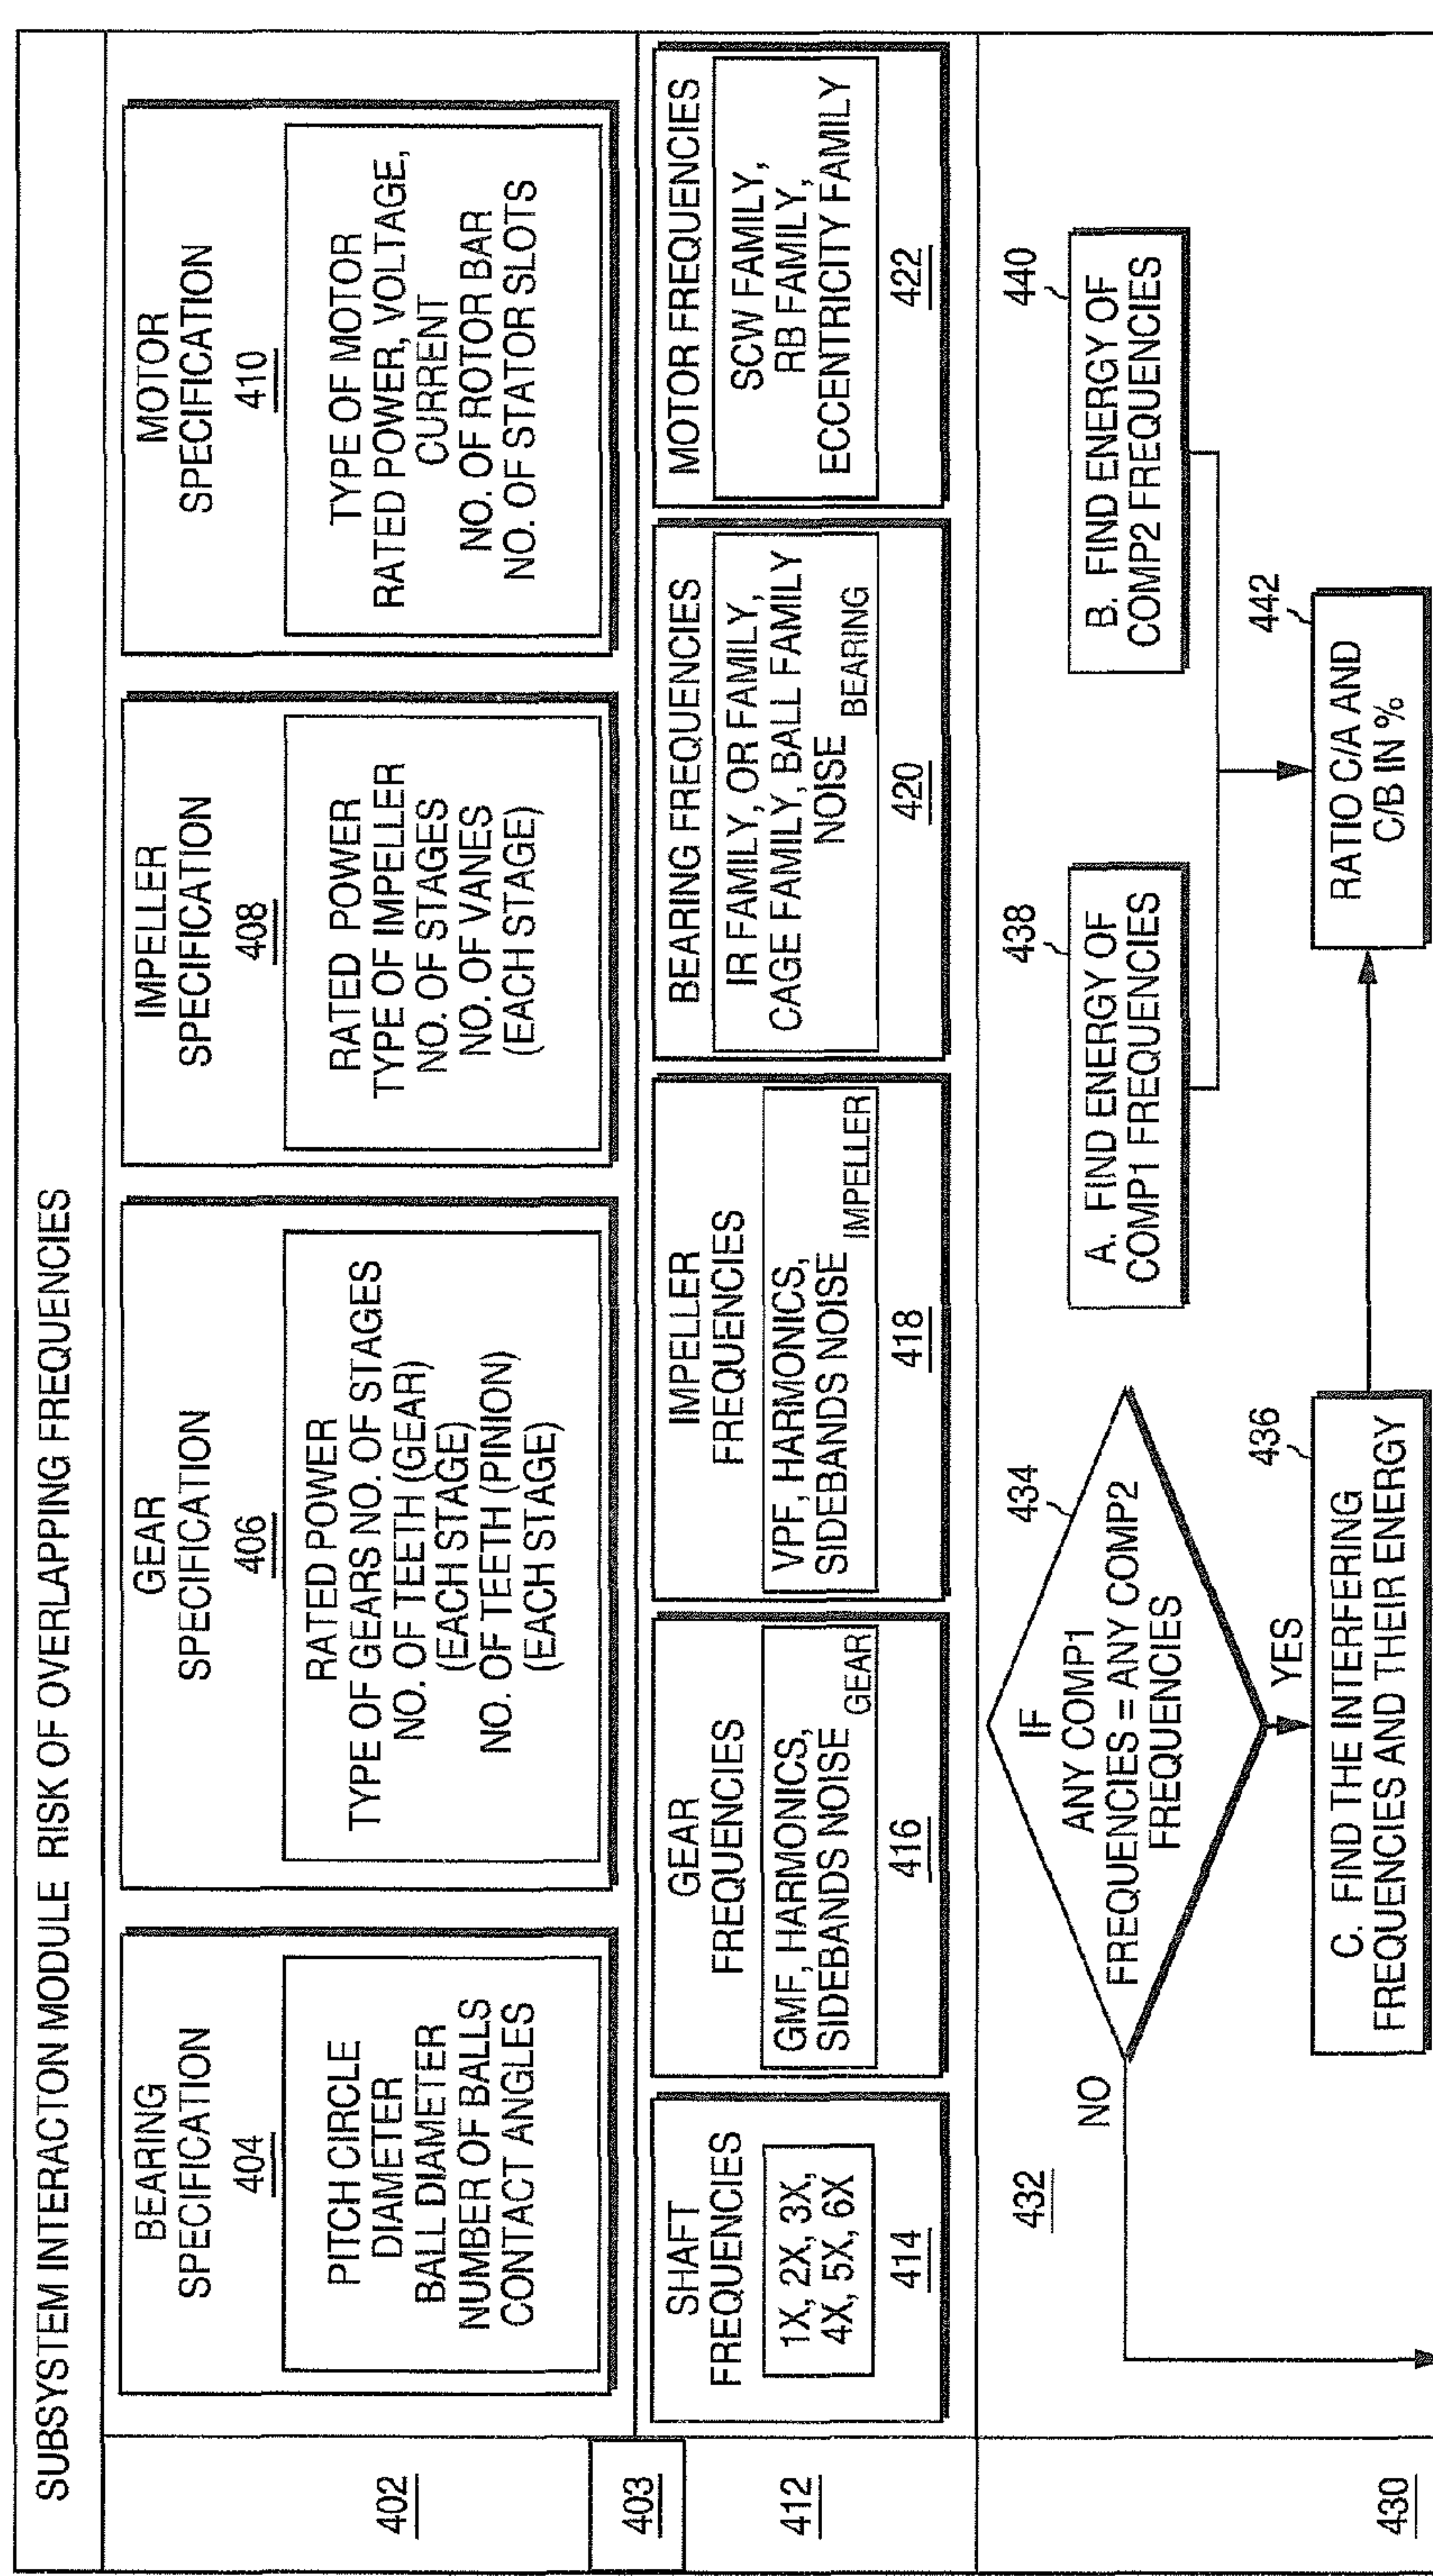 SUBSYSTEM INTERACTON MODULE RISK OF OVERLAPPING FREQUENCIES
402
BEARING
SPECIFICATION
404
PITCH CIRCLE
DIAMETER
BALL DIAMETER
NUMBER OF BALLS
CONTACT ANGLES
GEAR
SPECIFICATION
406
RATED POWER
TYPE OF GEARS NO. OF STAGES
NO. OF TEETH (GEAR)
(EACH STAGE)
NO. OF TEETH (PINION)
(EACH STAGE)
IMPELLER
SPECIFICATION
408
RATED POWER
TYPE OF IMPELLER
NO. OF STAGES
NO. OF VANES
(EACH STAGE)
MOTOR
SPECIFICATION
410
TYPE OF MOTOR
RATED POWER, VOLTAGE,
CURRENT
NO. OF ROTOR BAR
NO. OF STATOR SLOTS
403
412
SHAFT
FREQUENCIES
1X, 2X, 3X,
4X, 5X, 6X
414
GEAR
FREQUENCIES
GMF, HARMONICS,
SIDEBANDS NOISE GEAR
416
IMPELLER
FREQUENCIES
VPF, HARMONICS,
SIDEBANDS NOISE IMPELLER
418
BEARING FREQUENCIES
IR FAMILY, OR FAMILY,
CAGE FAMILY, BALL FAMILY
NOISE BEARING
420
MOTOR FREQUENCIES
SCW FAMILY,
RB FAMILY,
ECCENTRICITY FAMILY
422
430
432
NO
434
IF
ANY COMP1
FREQUENCIES = ANY COMP2
FREQUENCIES
YES
436
C. FIND THE INTERFERING
FREQUENCIES AND THEIR ENERGY
438
A. FIND ENERGY OF
COMP1 FREQUENCIES
440
B. FIND ENERGY OF
COMP2 FREQUENCIES
442
RATIO C/A AND
C/B IN %